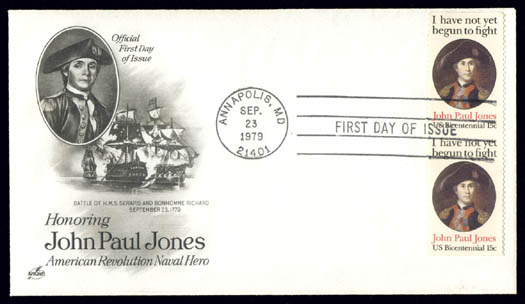 Official
First Day
of Issue
BATTLE OF H.M.S. SERAPIS AND BONHOMME RICHARD
SEPTEMBER 23, 1779
Honoring
John Paul Jones
American Revolution Naval Hero
ANNAPOLIS, MD
SEP.
23
1979
21401
FIRST DAY OF ISSUE
I have not yet
begun to fight
John Paul Jones
US Bicentennial 15c
I have not yet
begun to fight
John Paul Jones
US Bicentennial 15c